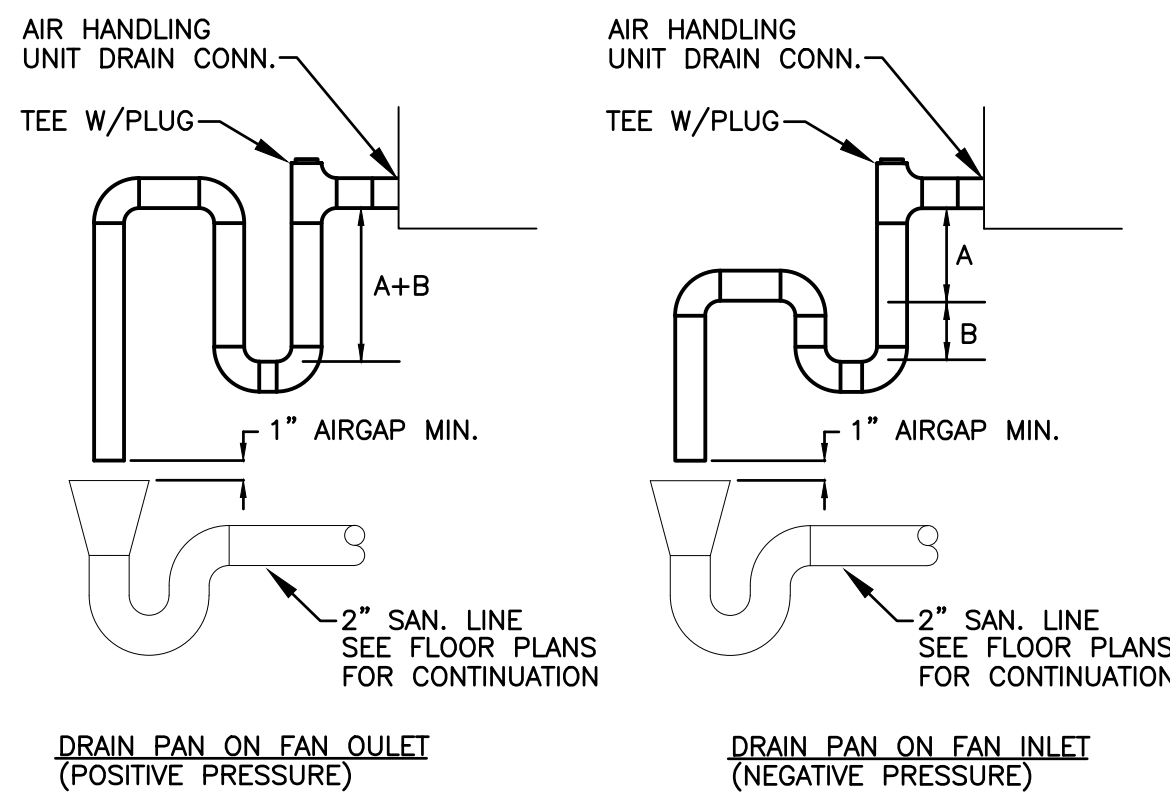 AIR HANDLING
UNIT DRAIN CONN.
TEE W/PLUG
A+B
1” AIRGAP MIN.
2” SAN. LINE
SEE FLOOR PLANS
FOR CONTINUATION
DRAIN PAN ON FAN OULET
(POSITIVE PRESSURE)
AIR HANDLING
UNIT DRAIN CONN.
TEE W/PLUG
A
B
1” AIRGAP MIN.
2” SAN. LINE
SEE FLOOR PLANS
FOR CONTINUATION
DRAIN PAN ON FAN INLET
(NEGATIVE PRESSURE)